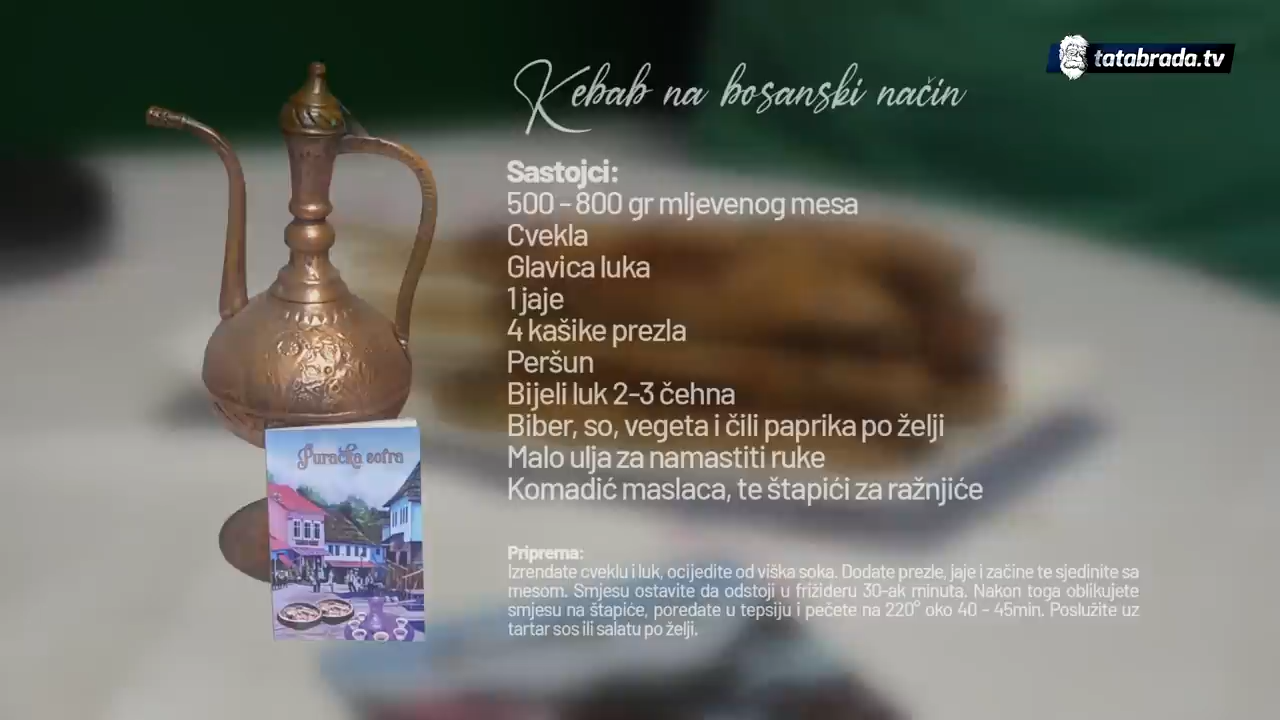 tatabrada.tv
Kebab na bosanski način
Sastojci:
500 - 800 gr mljevenog mesa
Cvekla
Glavica luka
1 jaje
4 kašike prezla
Peršun
Bijeli luk 2-3 čehna
Biber, so, vegeta i čili paprika po želji
Malo ulja za namastiti ruke
Komadić maslaca, te štapići za ražnjiće
Puračka sofra
Priprema:
Izrendate cveklu i luk, ocijedite od viška soka. Dodate prezle, jaje i začine te sjedinite sa
mesom. Smjesu ostavite da odstoji u frižideru 30-ak minuta. Nakon toga oblikujete
smjesu na štapiće, poredate u tepsiju i pečete na 220° oko 40 - 45min. Poslužite uz
tartar sos ili salatu po želji.